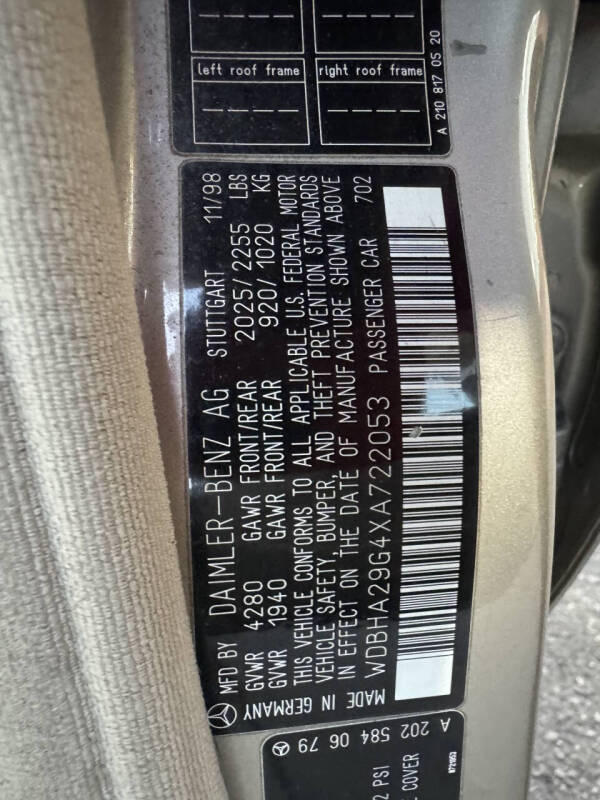 left roof frame
right roof frame
A 210 817 05 20
MFD BY DAIMLER-BENZ AG STUTTGART 11/98
GVWR 4280 GAWR FRONT/REAR 2025/2255 LBS
GVWR 1940 GAWR FRONT/REAR 920/1020 KG
THIS VEHICLE CONFORMS TO ALL APPLICABLE U.S. FEDERAL MOTOR
VEHICLE SAFETY, BUMPER, AND THEFT PREVENTION STANDARDS
IN EFFECT ON THE DATE OF MANUFACTURE SHOWN ABOVE
WDBHA29G4XA722053 PASSENGER CAR 702
MADE IN GERMANY
A 202 584 06 79
2 PSI
COVER